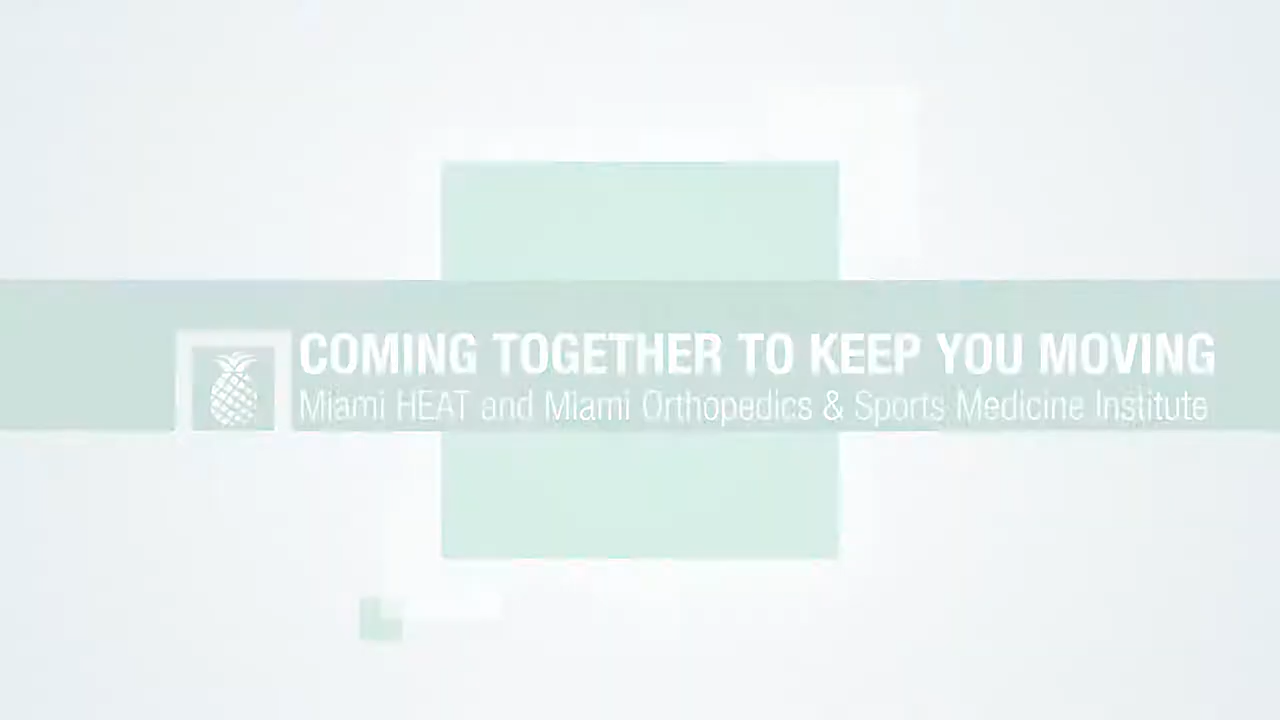 COMING TOGETHER TO KEEP YOU MOVING
Miami HEAT and Miami Orthopedics & Sports Medicine Institute